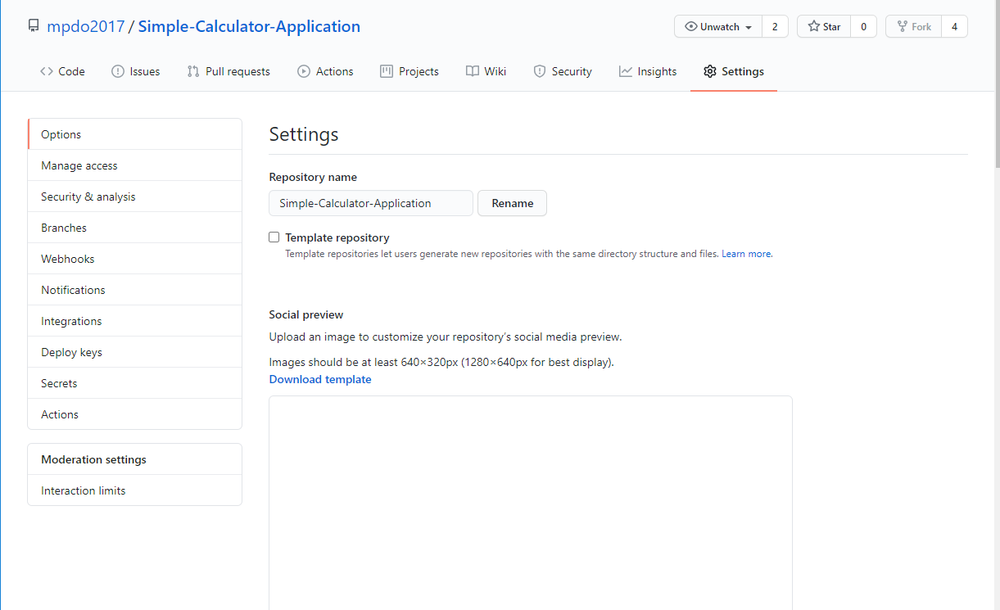 mpdo2017 / Simple-Calculator-Application
Unwatch 2 Star 0 Fork 4
Code Issues Pull requests Actions Projects Wiki Security Insights Settings
Options
Manage access
Security & analysis
Branches
Webhooks
Notifications
Integrations
Deploy keys
Secrets
Actions
Moderation settings
Interaction limits
Settings
Repository name
Simple-Calculator-Application Rename
Template repository
Template repositories let users generate new repositories with the same directory structure and files. Learn more.
Social preview
Upload an image to customize your repository's social media preview.
Images should be at least 640×320px (1280×640px for best display).
Download template